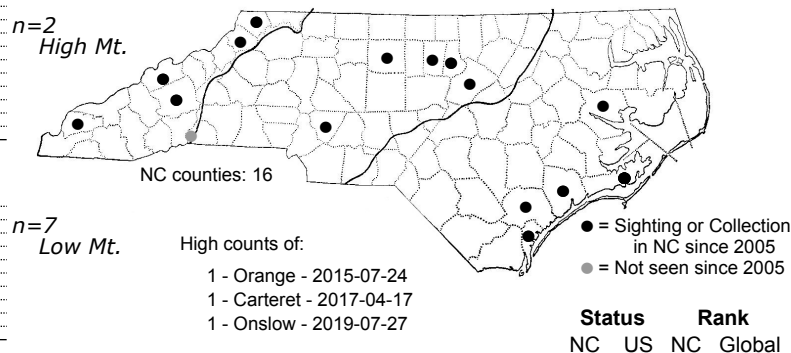 n=2
High Mt.
NC counties: 16
n=7
Low Mt.
High counts of:
1 - Orange - 2015-07-24
1 - Carteret - 2017-04-17
1 - Onslow - 2019-07-27
● = Sighting or Collection
in NC since 2005
● = Not seen since 2005
Status Rank
NC US NC Global